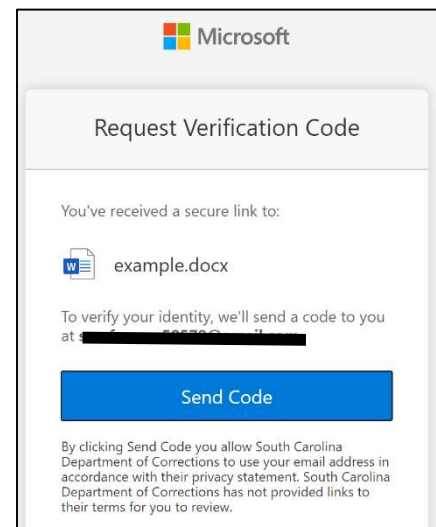 Microsoft
Request Verification Code
You've received a secure link to:
example.docx
To verify your identity, we'll send a code to you
at
Send Code
By clicking Send Code you allow South Carolina
Department of Corrections to use your email address in
accordance with their privacy statement. South Carolina
Department of Corrections has not provided links to
their terms for you to review.